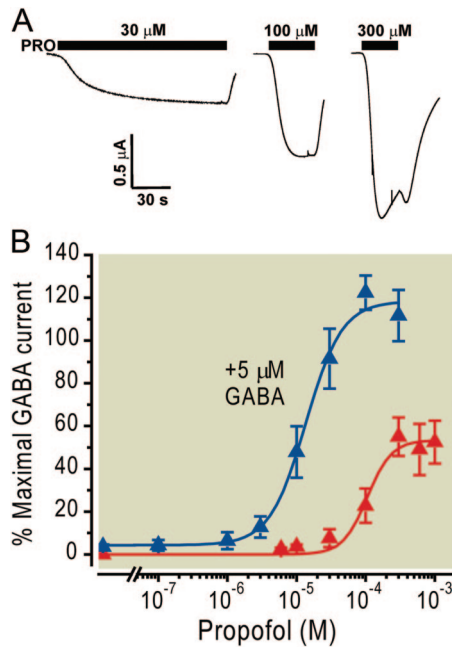 A
PRO
30 µM
100 µM
300 µM
0.5 µA
30 s
B
% Maximal GABA current
140
120
100
80
60
40
20
0
+5 µM
GABA
10⁻⁷ 10⁻⁶ 10⁻⁵ 10⁻⁴ 10⁻³
Propofol (M)